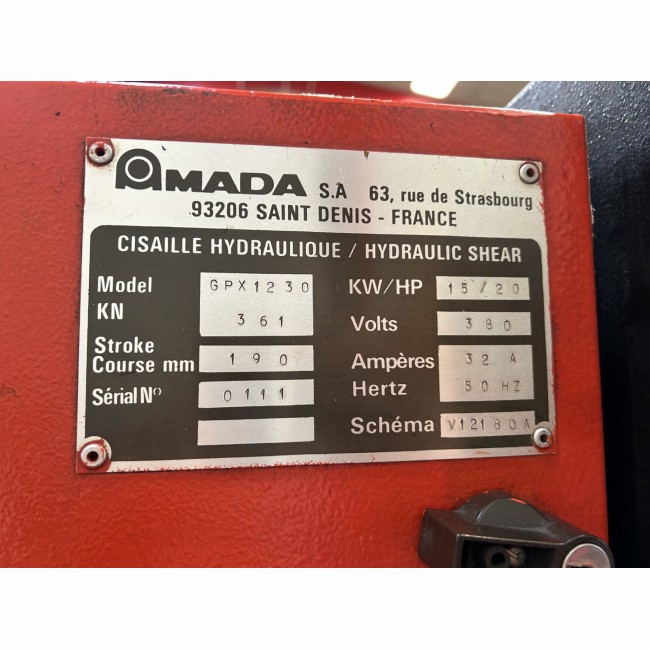 AMADA S.A 63, rue de Strasbourg
93206 SAINT DENIS - FRANCE
CISAILLE HYDRAULIQUE / HYDRAULIC SHEAR
Model GPX1230 KW/HP 15/20
KN 361 Volts 380
Stroke
Course mm 190 Ampères 32 A
Hertz 50 HZ
Sérial Nº 0111
Schéma V12180A